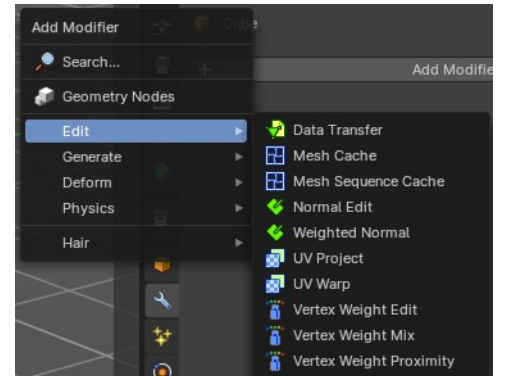 Add Modifier
Cube
Search...
Add Modifie
Geometry Nodes
Edit
Generate
Deform
Physics
Hair
Data Transfer
Mesh Cache
Mesh Sequence Cache
Normal Edit
Weighted Normal
UV Project
UV Warp
Vertex Weight Edit
Vertex Weight Mix
Vertex Weight Proximity